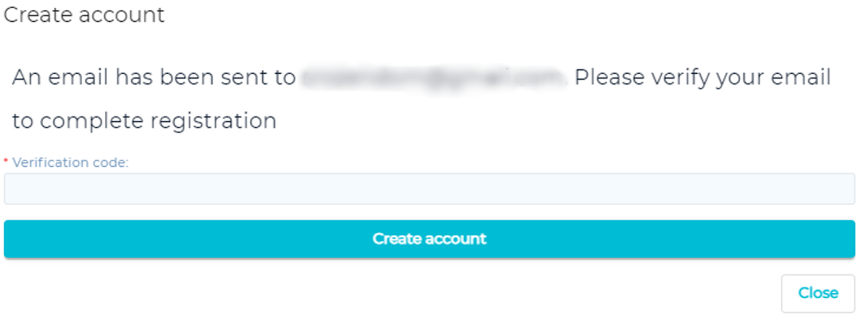 Create account
An email has been sent to . Please verify your email
to complete registration
* Verification code:
Create account
Close